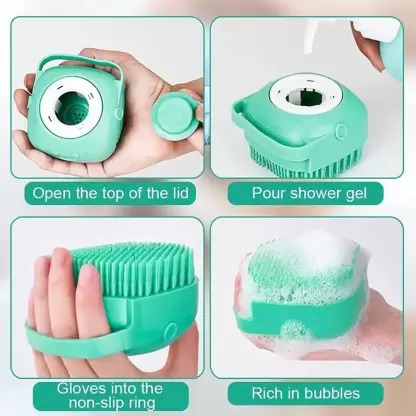 Open the top of the lid
Pour shower gel
Gloves into the
non-slip ring
Rich in bubbles